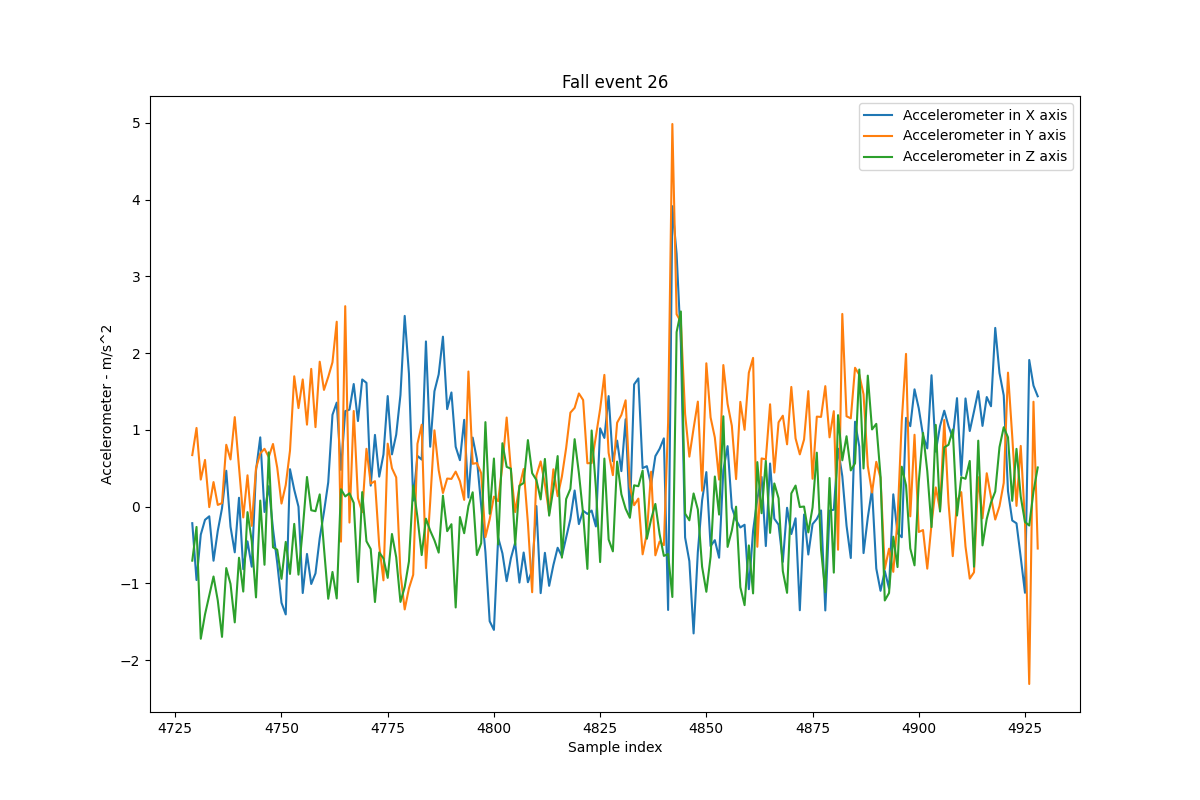 Fall event 26
Accelerometer in X axis
Accelerometer in Y axis
Accelerometer in Z axis
5
4
3
2
1
0
−1
−2
Accelerometer - m/s^2
4725 4750 4775 4800 4825 4850 4875 4900 4925
Sample index